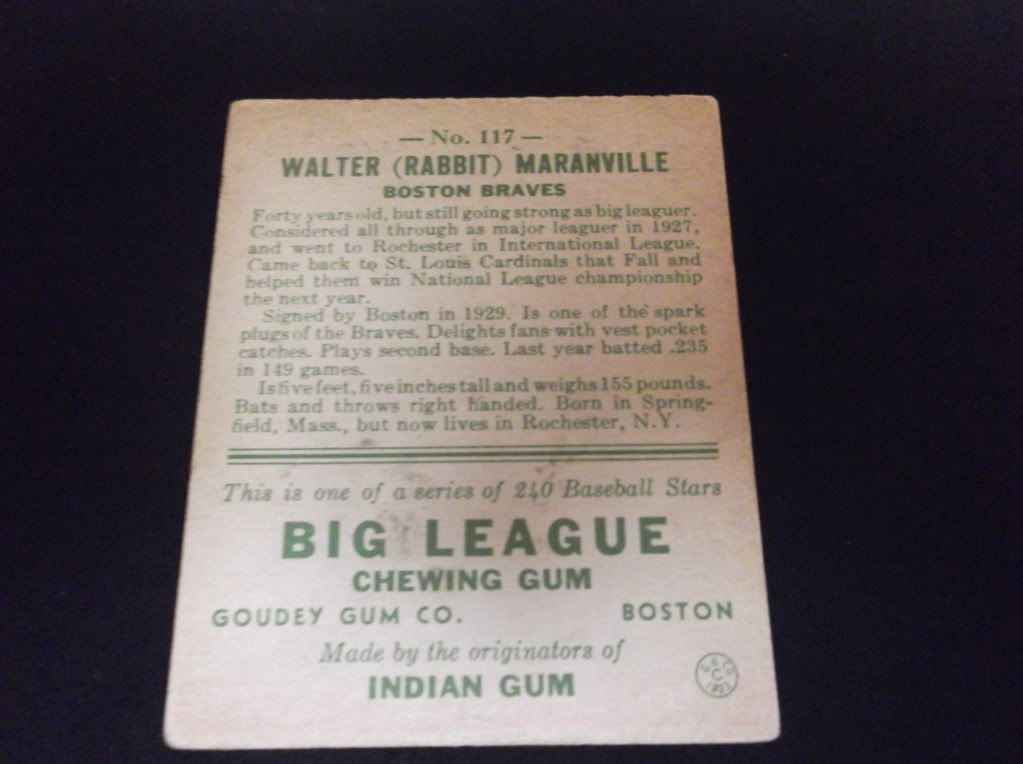 — No. 117 —
WALTER (RABBIT) MARANVILLE
BOSTON BRAVES
Forty years old, but still going strong as big leaguer.
Considered all through as major leaguer in 1927,
and went to Rochester in International League.
Came back to St. Louis Cardinals that Fall and
helped them win National League championship
the next year.
Signed by Boston in 1929. Is one of the spark
plugs of the Braves. Delights fans with vest pocket
catches. Plays second base. Last year batted .235
in 149 games.
Is five feet, five inches tall and weighs 155 pounds.
Bats and throws right handed. Born in Spring-
field, Mass., but now lives in Rochester, N.Y.
This is one of a series of 240 Baseball Stars
BIG LEAGUE
CHEWING GUM
GOUDEY GUM CO. BOSTON
Made by the originators of
INDIAN GUM